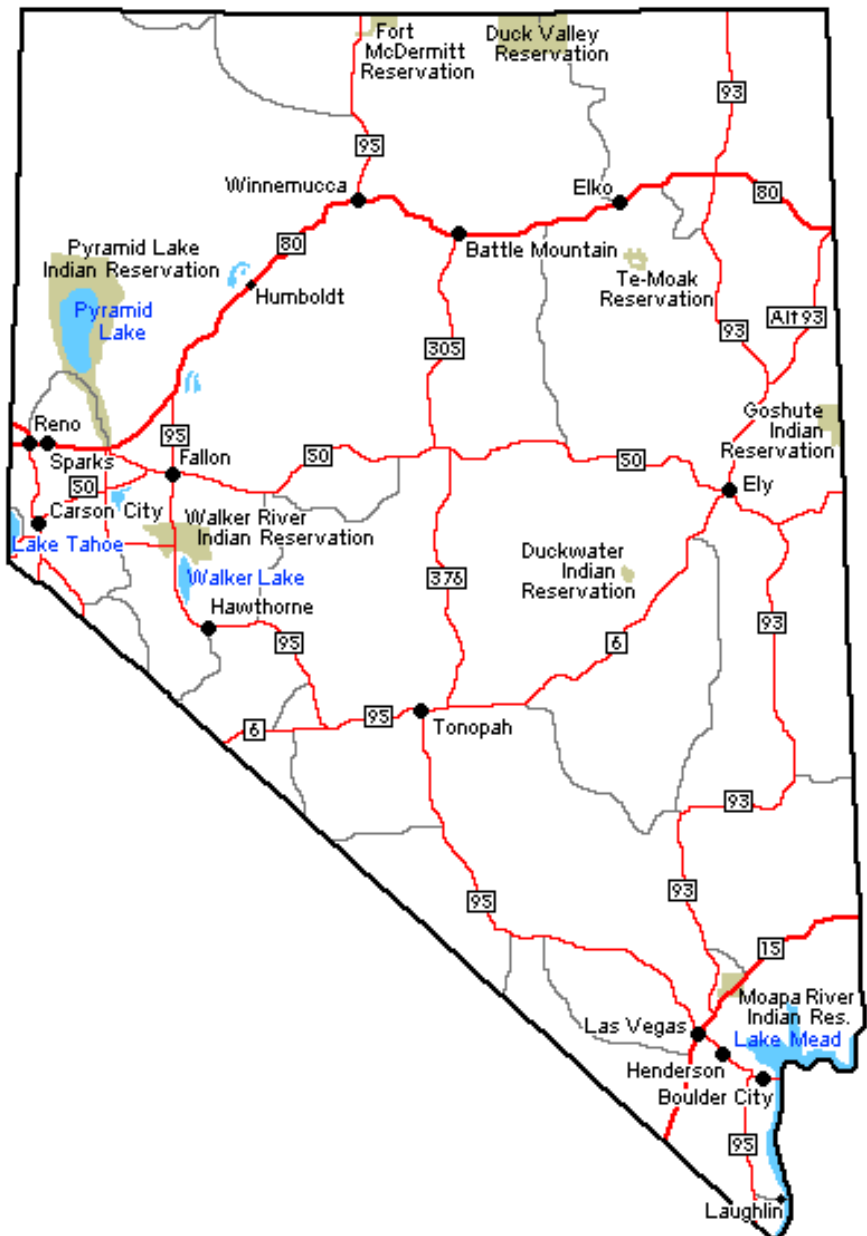 Fort
McDermitt
Reservation
Duck Valley
Reservation
93
95
Winnemucca
Elko
80
Battle Mountain
80
Pyramid Lake
Indian Reservation
Te-Moak
Reservation
Humboldt
Pyramid
Lake
Alt 93
93
305
Goshute
Indian
Reservation
Reno
95
Sparks
Fallon
50
50
50
Ely
Carson City
Walker River
Indian Reservation
Lake Tahoe
Duckwater
Indian
Reservation
Walker Lake
376
Hawthorne
93
95
6
95
6
Tonopah
93
93
95
15
Moapa River
Indian Res.
Las Vegas
Lake Mead
Henderson
Boulder City
95
Laughlin